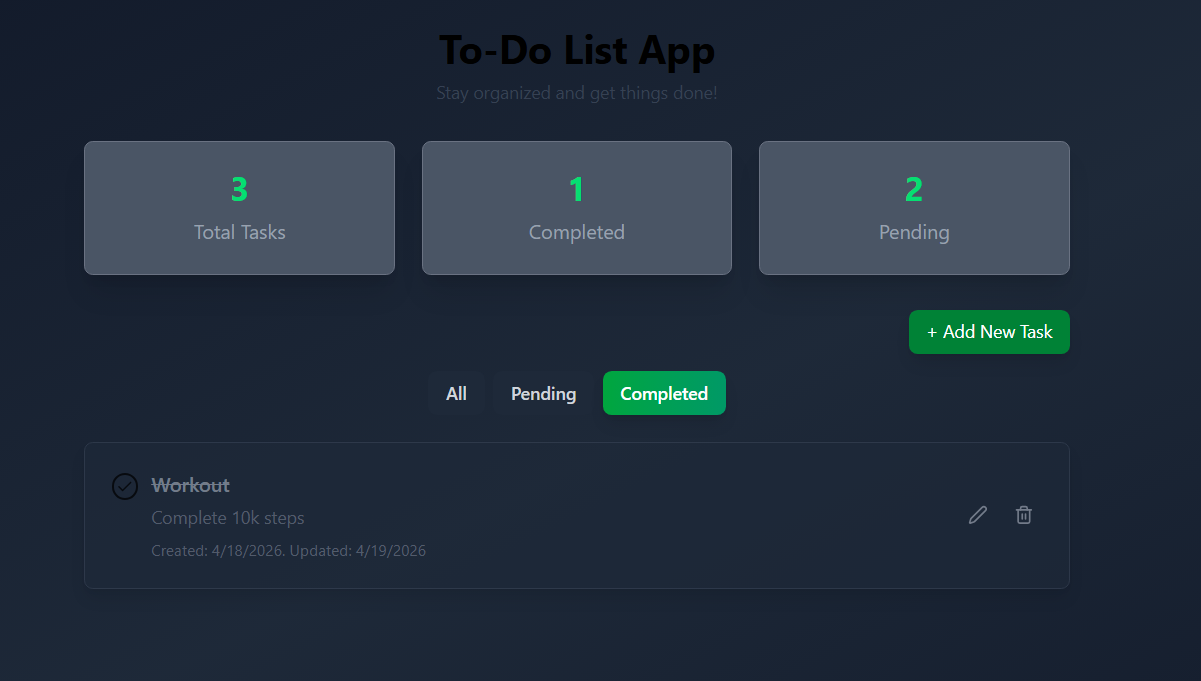 To-Do List App
Stay organized and get things done!
3
Total Tasks
1
Completed
2
Pending
+ Add New Task
All
Pending
Completed
Workout
Complete 10k steps
Created: 4/18/2026. Updated: 4/19/2026